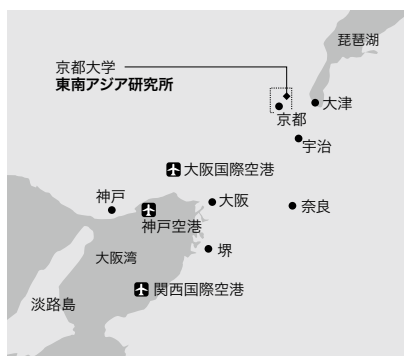 琵琶湖
京都大学
東南アジア研究所
大津
京都
宇治
大阪国際空港
神戸
大阪
奈良
神戸空港
堺
大阪湾
関西国際空港
淡路島